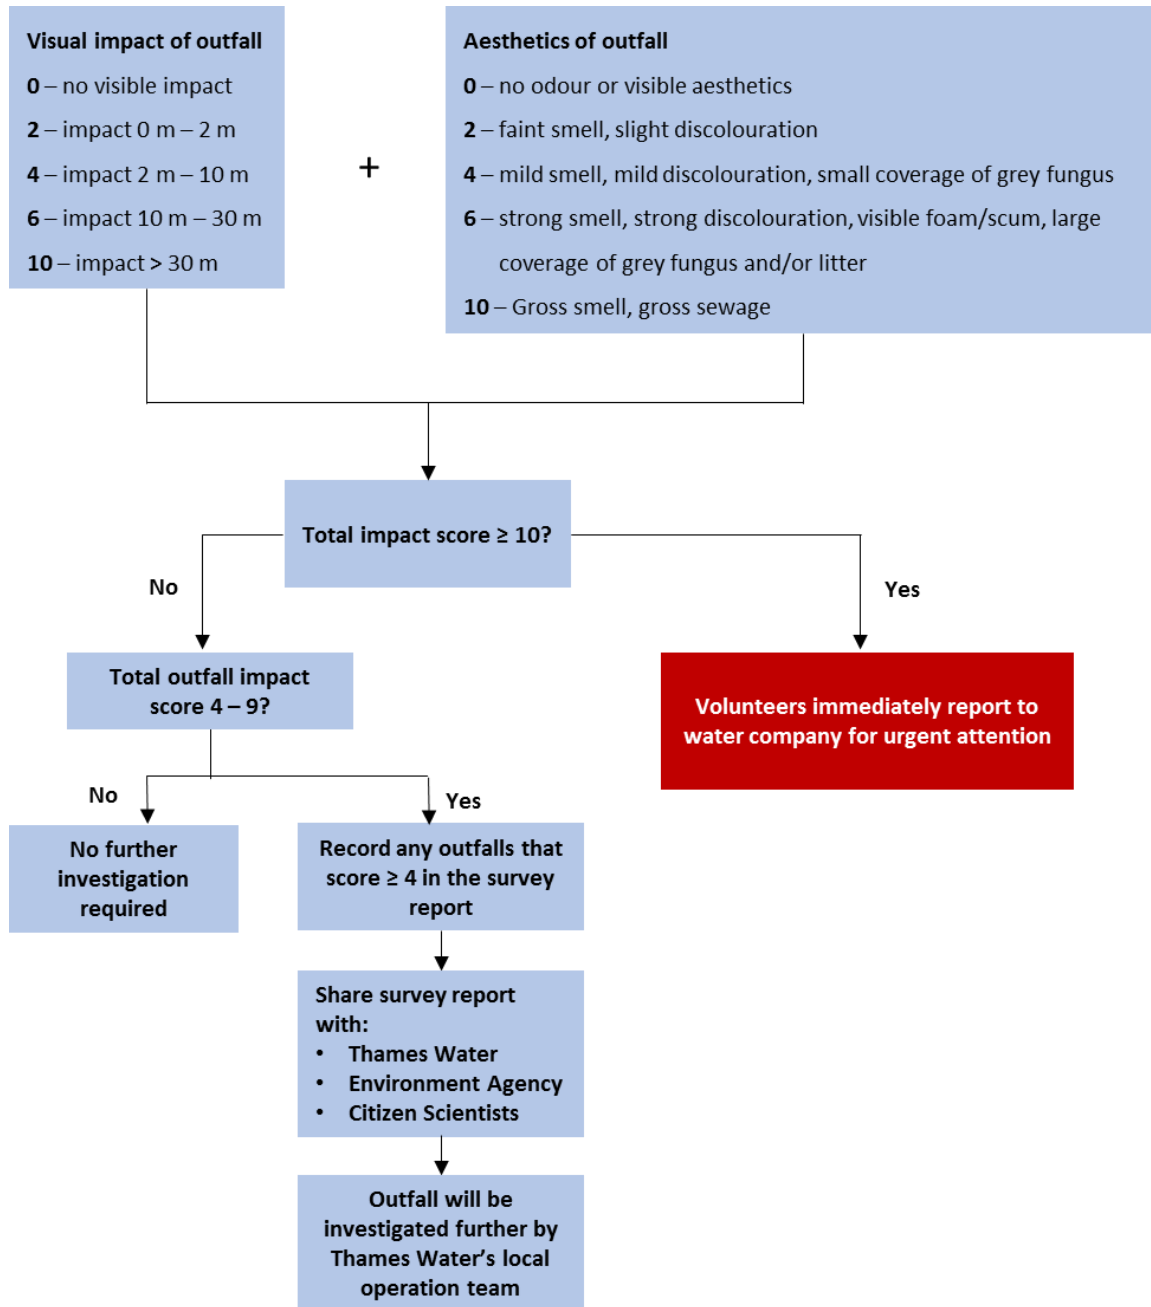 Visual impact of outfall
0 – no visible impact
2 – impact 0 m – 2 m
4 – impact 2 m – 10 m
6 – impact 10 m – 30 m
10 – impact > 30 m
+
Aesthetics of outfall
0 – no odour or visible aesthetics
2 – faint smell, slight discolouration
4 – mild smell, mild discolouration, small coverage of grey fungus
6 – strong smell, strong discolouration, visible foam/scum, large
coverage of grey fungus and/or litter
10 – Gross smell, gross sewage
Total impact score ≥ 10?
No
Yes
Total outfall impact
score 4 – 9?
Volunteers immediately report to
water company for urgent attention
No
Yes
No further
investigation
required
Record any outfalls that
score ≥ 4 in the survey
report
Share survey report
with:
• Thames Water
• Environment Agency
• Citizen Scientists
Outfall will be
investigated further by
Thames Water’s local
operation team